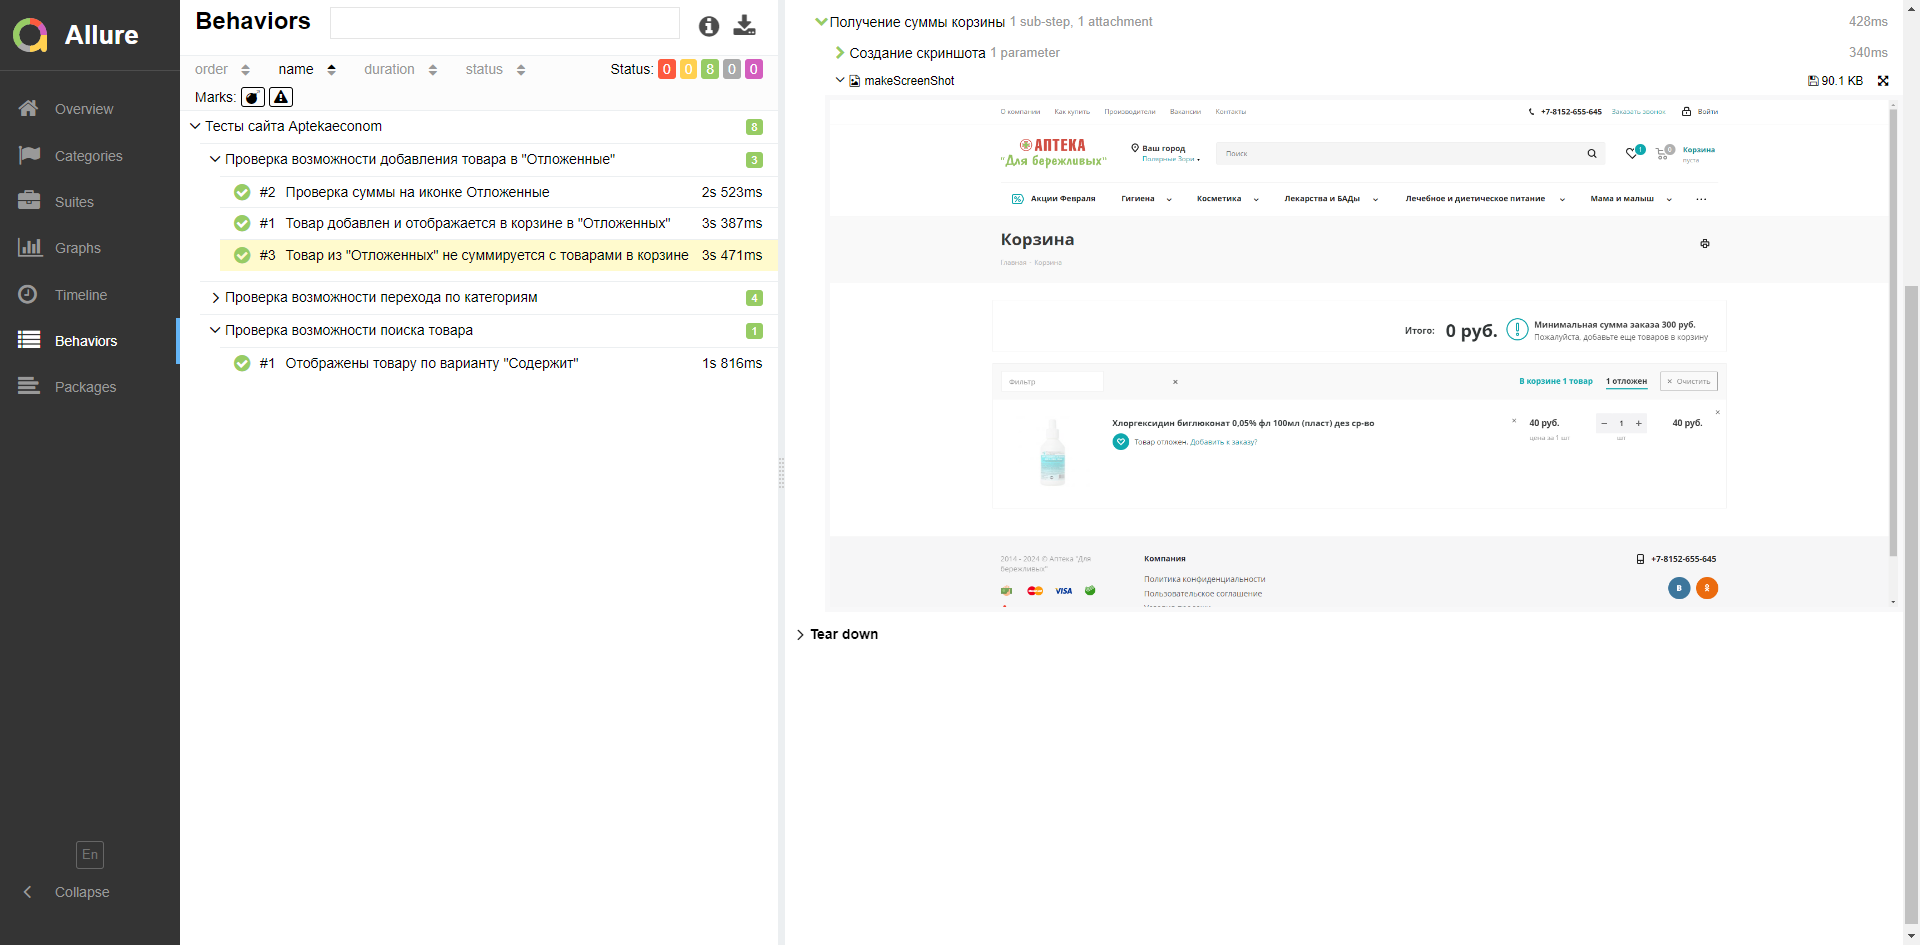 Allure
Overview
Categories
Suites
Graphs
Timeline
Behaviors
Packages
En
Collapse
Behaviors
order name duration status Status: 0 0 8 0 0
Marks:
Тесты сайта Aptekaeconom 8
Проверка возможности добавления товара в "Отложенные" 3
#2 Проверка суммы на иконке Отложенные 2s 523ms
#1 Товар добавлен и отображается в корзине в "Отложенных" 3s 387ms
#3 Товар из "Отложенных" не суммируется с товарами в корзине 3s 471ms
Проверка возможности перехода по категориям 4
Проверка возможности поиска товара 1
#1 Отображены товару по варианту "Содержит" 1s 816ms
Получение суммы корзины 1 sub-step, 1 attachment 428ms
Создание скриншота 1 parameter 340ms
makeScreenShot 90.1 KB
О компании Как купить Производители Вакансии Контакты +7-8152-655-645 Заказать звонок Войти
АПТЕКА
"Для бережливых"
Ваш город
Полярные Зори
Поиск
1 0 Корзина
пуста
% Акции Февраля Гигиена Косметика Лекарства и БАДы Лечебное и диетическое питание Мама и малыш ...
Корзина
Главная - Корзина
Итого: 0 руб. Минимальная сумма заказа 300 руб.
Пожалуйста, добавьте еще товаров в корзину
Фильтр × В корзине 1 товар 1 отложен × Очистить
Хлоргексидин биглюконат 0,05% фл 100мл (пласт) дез ср-во × 40 руб. − 1 + 40 руб. ×
цена за 1 шт шт
Товар отложен. Добавить к заказу?
2014 - 2024 © Аптека "Для
бережливых"
VISA
Компания
Политика конфиденциальности
Пользовательское соглашение
+7-8152-655-645
Tear down